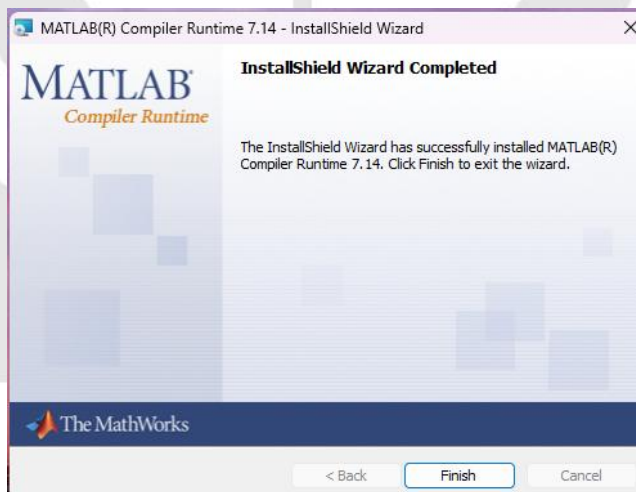 MATLAB(R) Compiler Runtime 7.14 - InstallShield Wizard
MATLAB®
Compiler Runtime
InstallShield Wizard Completed
The InstallShield Wizard has successfully installed MATLAB(R)
Compiler Runtime 7.14. Click Finish to exit the wizard.
The MathWorks
< Back
Finish
Cancel